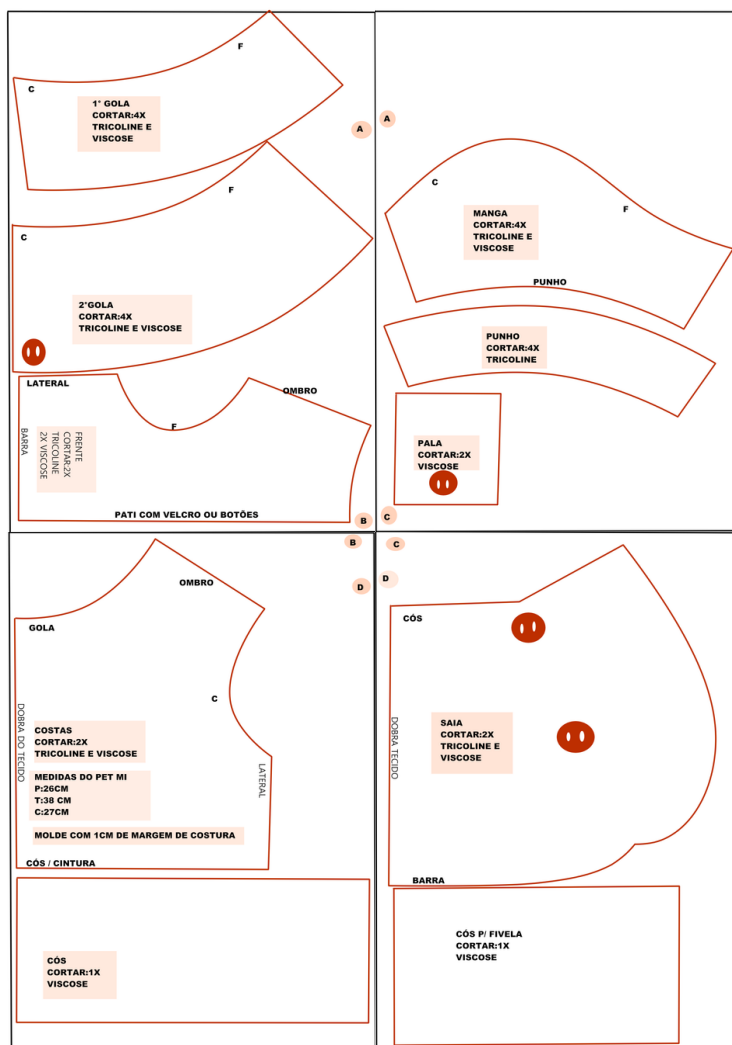 F
C
1° GOLA
CORTAR:4X
TRICOLINE E
VISCOSE
A
F
C
2°GOLA
CORTAR:4X
TRICOLINE E VISCOSE
LATERAL
OMBRO
F
BARRA
FRENTE
CORTAR:2X
TRICOLINE
2X VISCOSE
PATI COM VELCRO OU BOTÕES
B
A
C
F
MANGA
CORTAR:4X
TRICOLINE E
VISCOSE
PUNHO
PUNHO
CORTAR:4X
TRICOLINE
PALA
CORTAR:2X
VISCOSE
C
B
D
OMBRO
GOLA
C
DOBRA DO TECIDO
COSTAS
CORTAR:2X
TRICOLINE E VISCOSE
LATERAL
MEDIDAS DO PET MI
P:26CM
T:38 CM
C:27CM
MOLDE COM 1CM DE MARGEM DE COSTURA
CÓS / CINTURA
CÓS
CORTAR:1X
VISCOSE
C
D
CÓS
DOBRA TECIDO
SAIA
CORTAR:2X
TRICOLINE E
VISCOSE
BARRA
CÓS P/ FIVELA
CORTAR:1X
VISCOSE